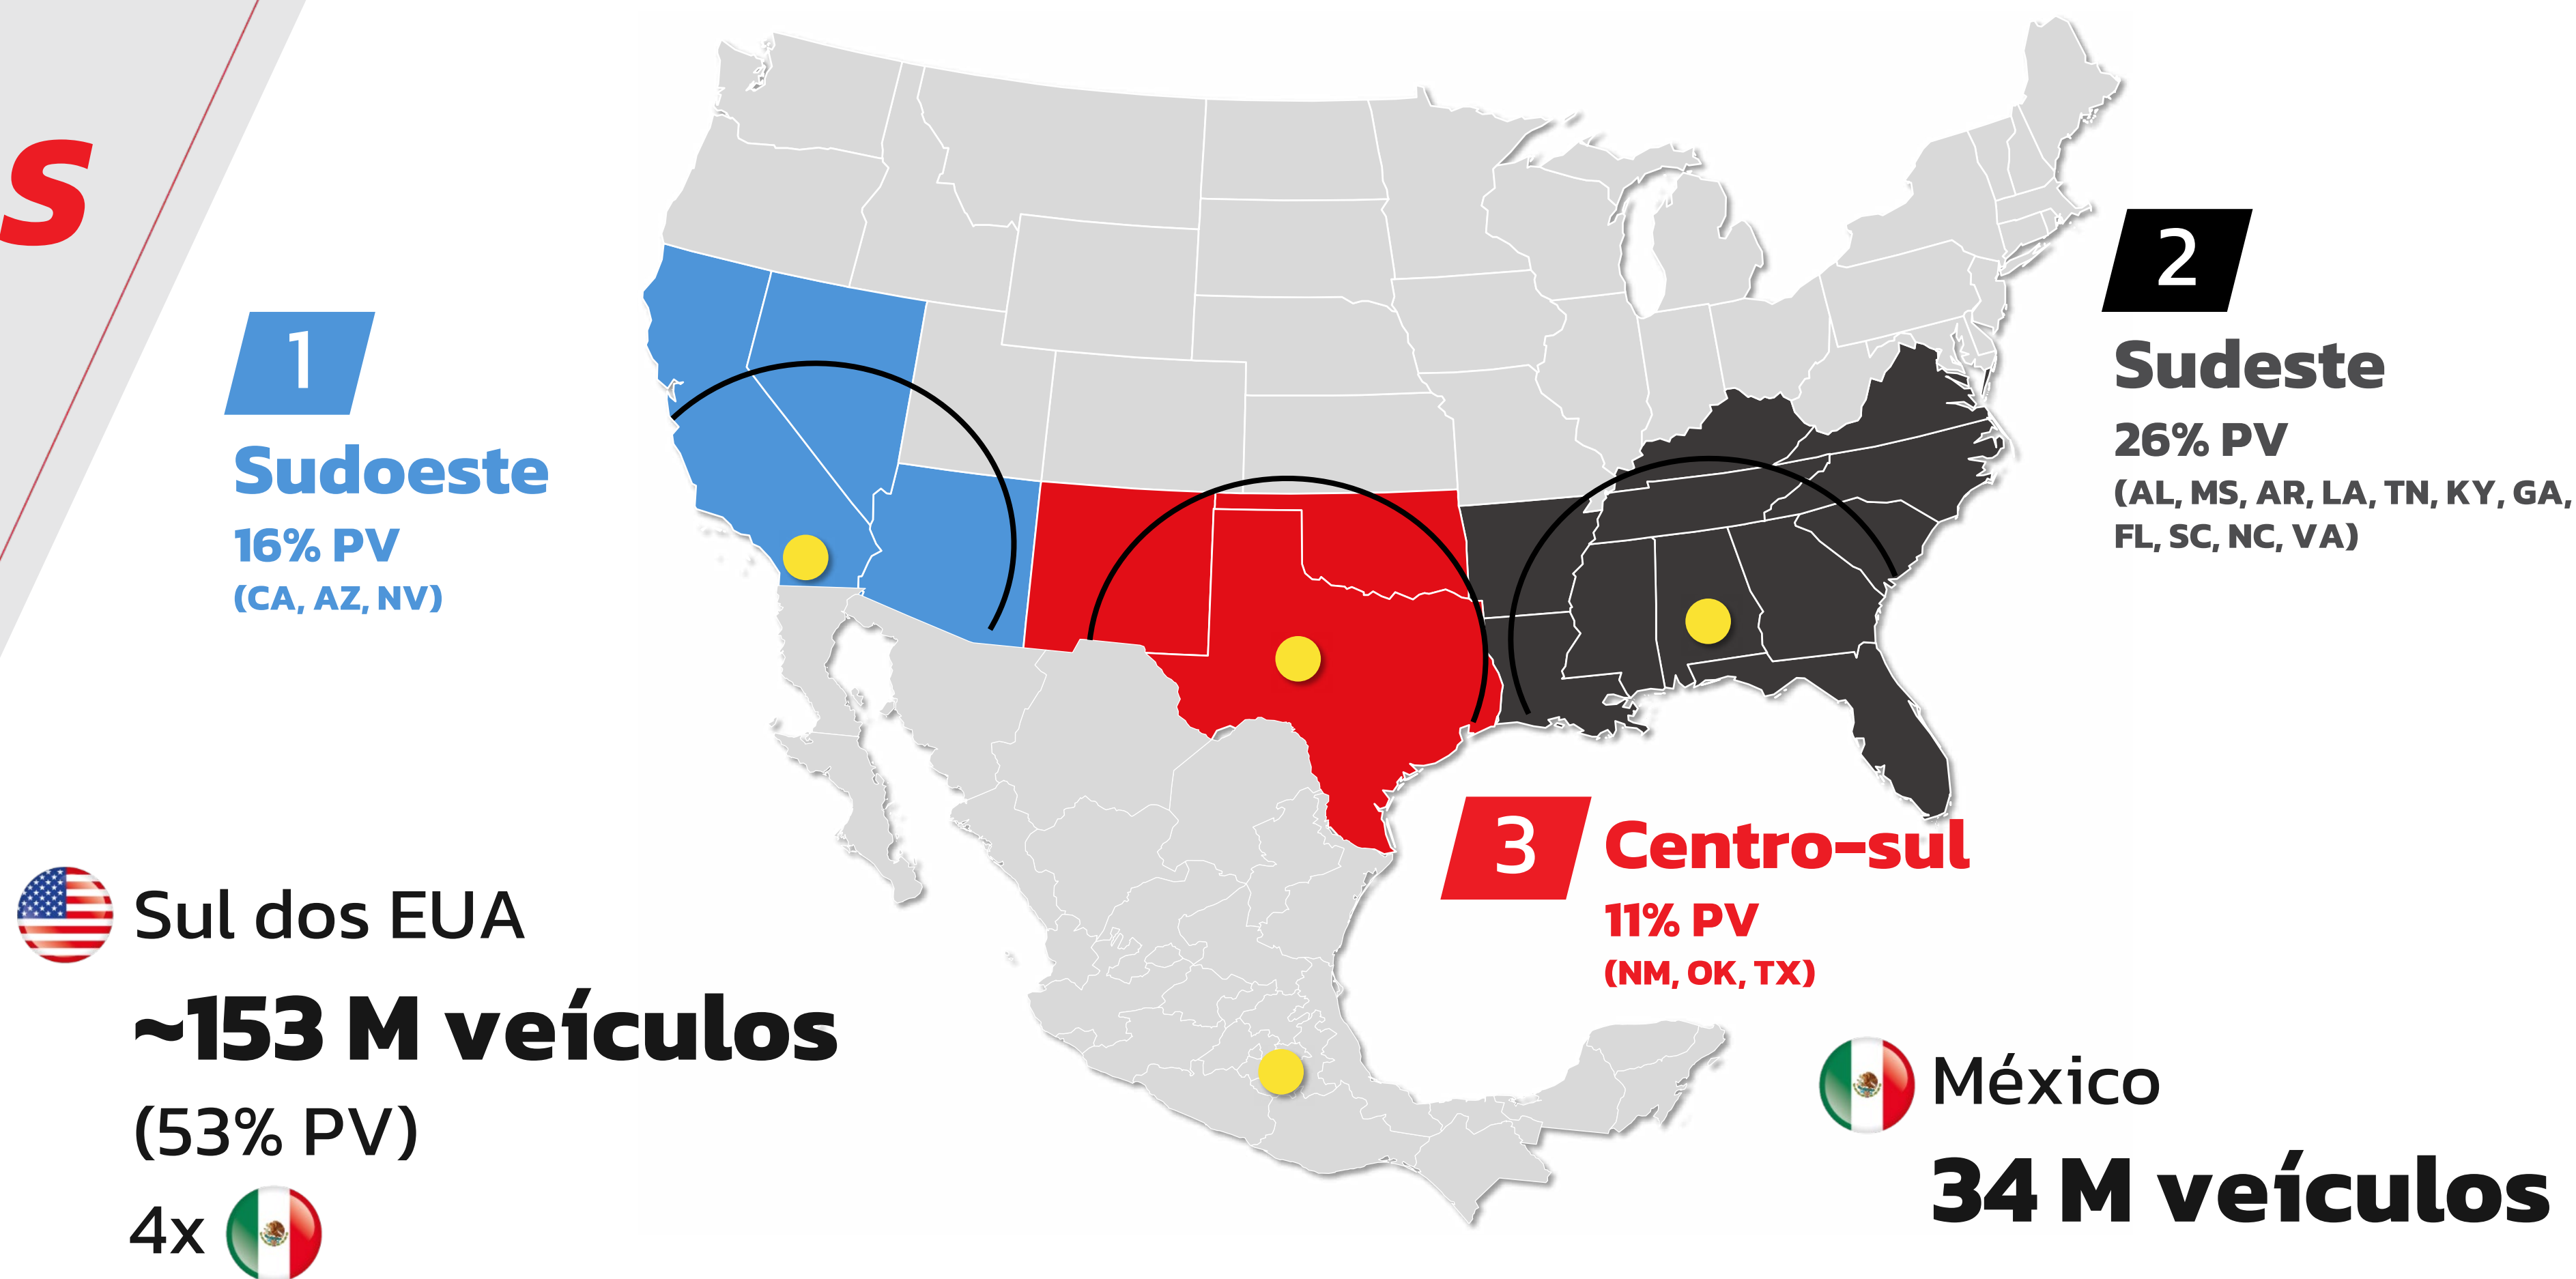 S
1
Sudoeste
16% PV
(CA, AZ, NV)
2
Sudeste
26% PV
(AL, MS, AR, LA, TN, KY, GA,
FL, SC, NC, VA)
3
Centro-sul
11% PV
(NM, OK, TX)
Sul dos EUA
~153 M veículos
(53% PV)
4x
México
34 M veículos